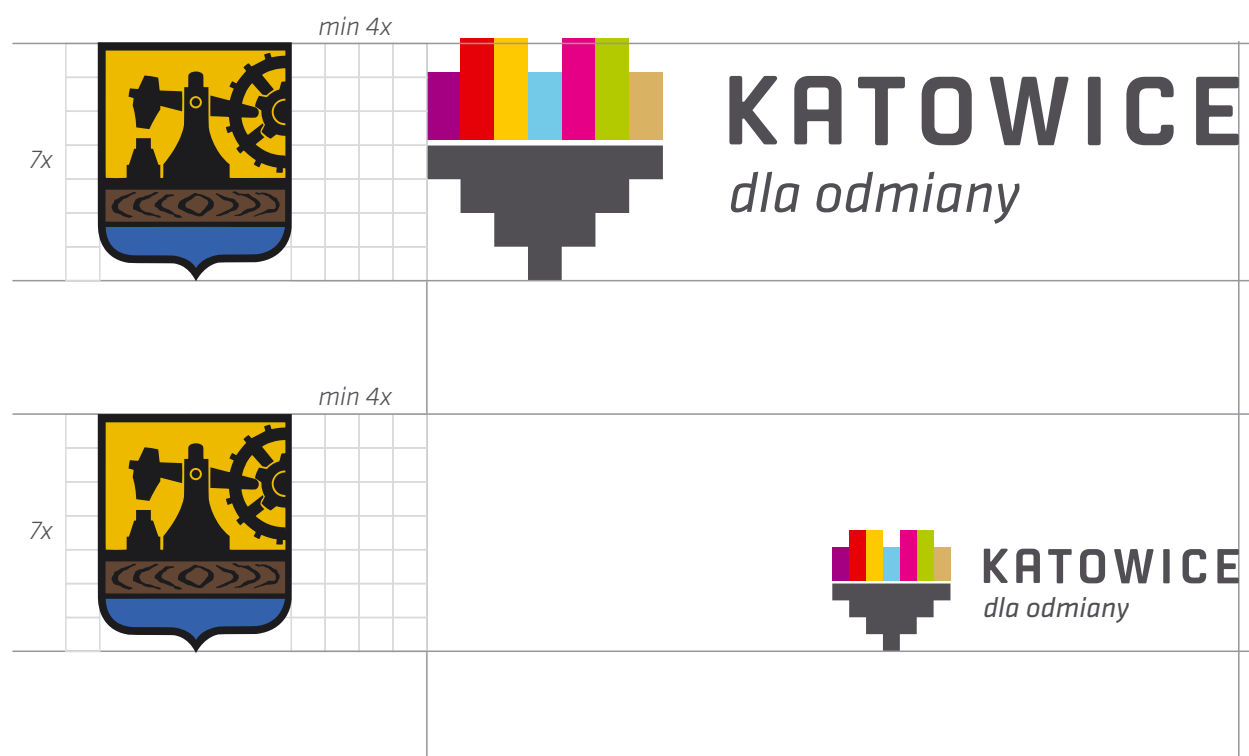 min 4x
7x
KATOWICE
dla odmiany
min 4x
7x
KATOWICE
dla odmiany